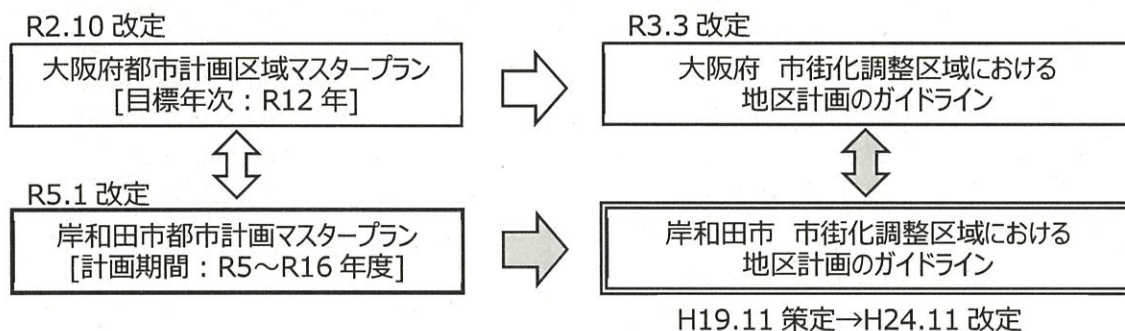 R2.10 改定
大阪府都市計画区域マスタープラン
[目標年次：R12 年]
R3.3 改定
大阪府 市街化調整区域における
地区計画のガイドライン
R5.1 改定
岸和田市都市計画マスタープラン
[計画期間：R5～R16 年度]
岸和田市 市街化調整区域における
地区計画のガイドライン
H19.11 策定→H24.11 改定